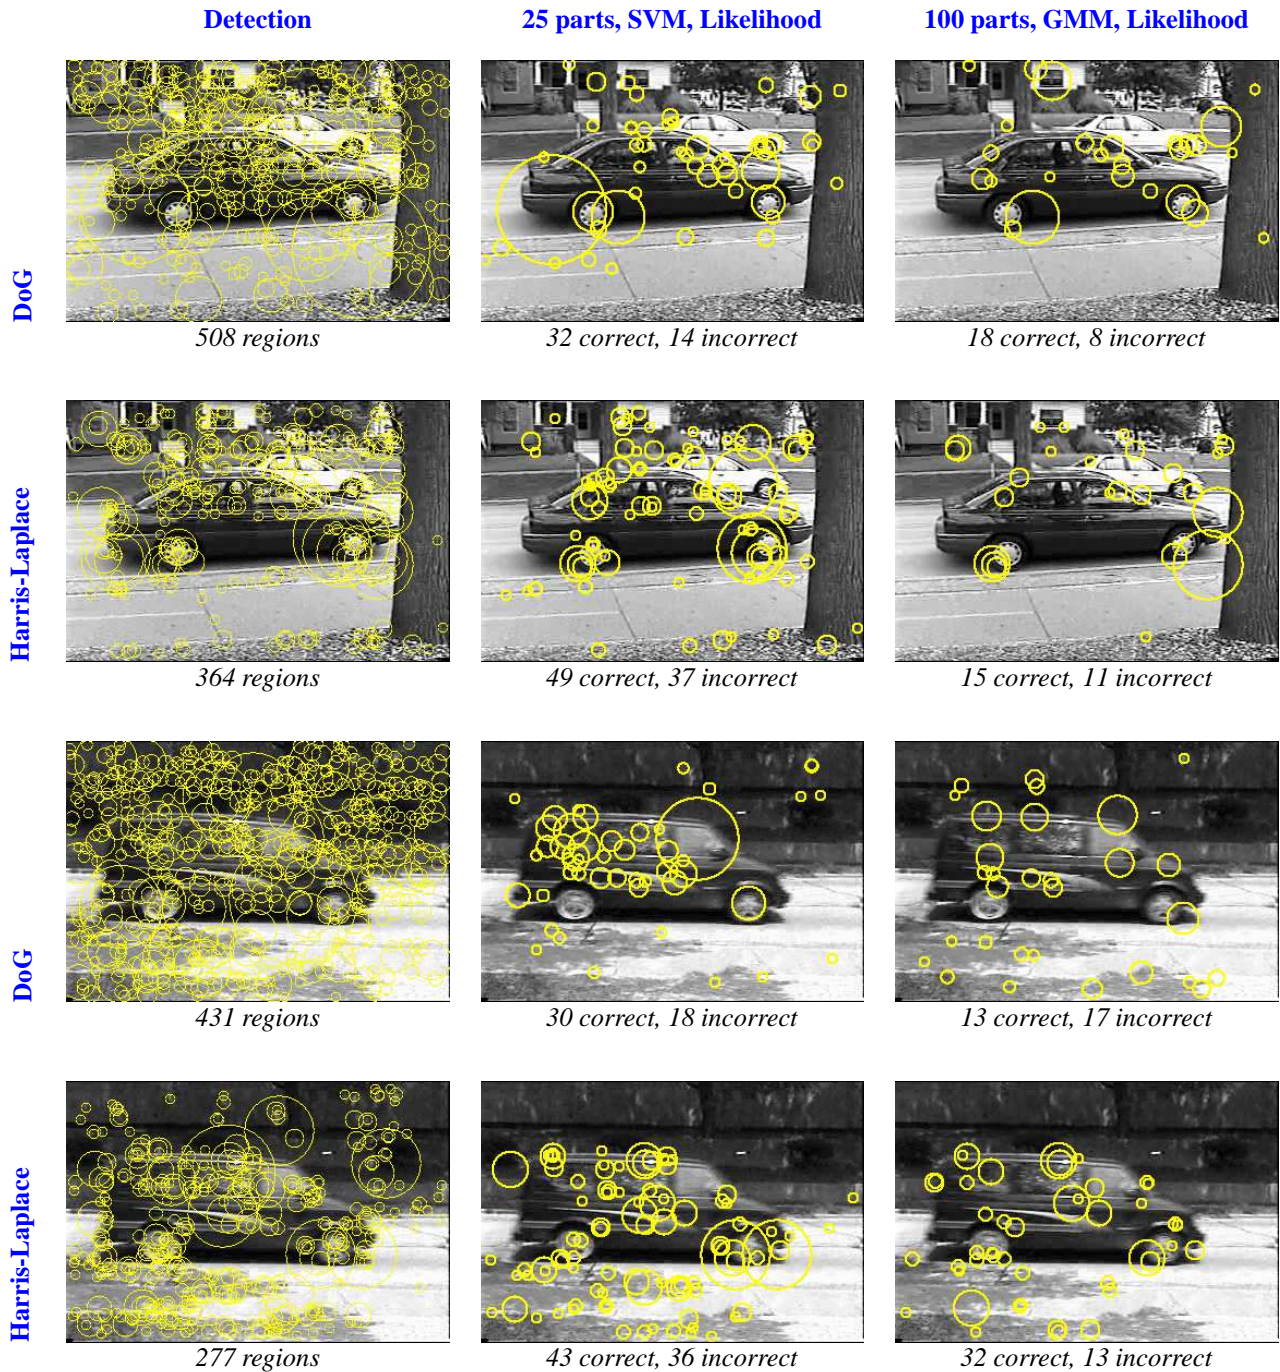 Detection 25 parts, SVM, Likelihood 100 parts, GMM, Likelihood
DoG
508 regions 32 correct, 14 incorrect 18 correct, 8 incorrect
Harris-Laplace
364 regions 49 correct, 37 incorrect 15 correct, 11 incorrect
DoG
431 regions 30 correct, 18 incorrect 13 correct, 17 incorrect
Harris-Laplace
277 regions 43 correct, 36 incorrect 32 correct, 13 incorrect